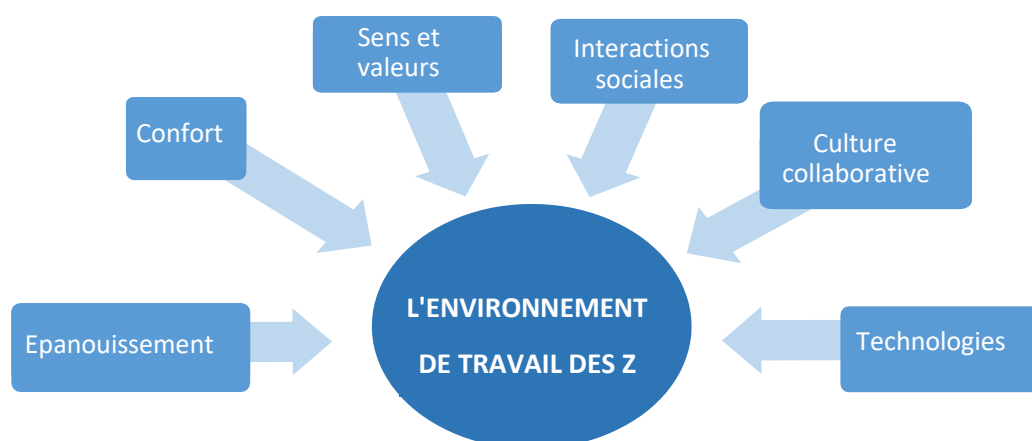 Sens et
valeurs
Interactions
sociales
Confort
Culture
collaborative
L'ENVIRONNEMENT
DE TRAVAIL DES Z
Epanouissement
Technologies